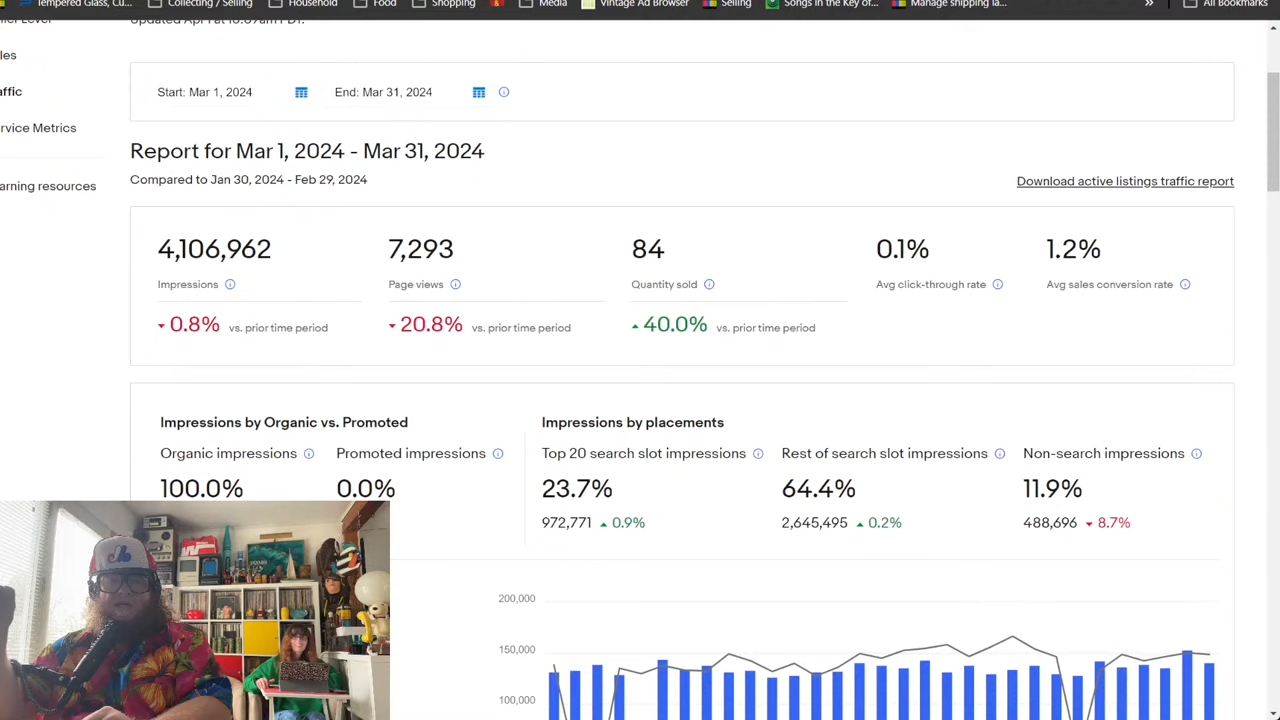 Tempered Glass, Cu...
Collecting / Selling
Household
Food
Shopping
Media
Vintage Ad Browser
Selling
Songs in the Key of...
Manage shipping la...
»
All Bookmarks
les
affic
rvice Metrics
arning resources
Start: Mar 1, 2024
End: Mar 31, 2024
Report for Mar 1, 2024 - Mar 31, 2024
Compared to Jan 30, 2024 - Feb 29, 2024
Download active listings traffic report
4,106,962
Impressions
0.8% vs. prior time period
7,293
Page views
20.8% vs. prior time period
84
Quantity sold
40.0% vs. prior time period
0.1%
Avg click-through rate
1.2%
Avg sales conversion rate
Impressions by Organic vs. Promoted
Organic impressions
100.0%
Promoted impressions
0.0%
Impressions by placements
Top 20 search slot impressions
23.7%
972,771 0.9%
Rest of search slot impressions
64.4%
2,645,495 0.2%
Non-search impressions
11.9%
488,696 8.7%
200,000
150,000
100,000